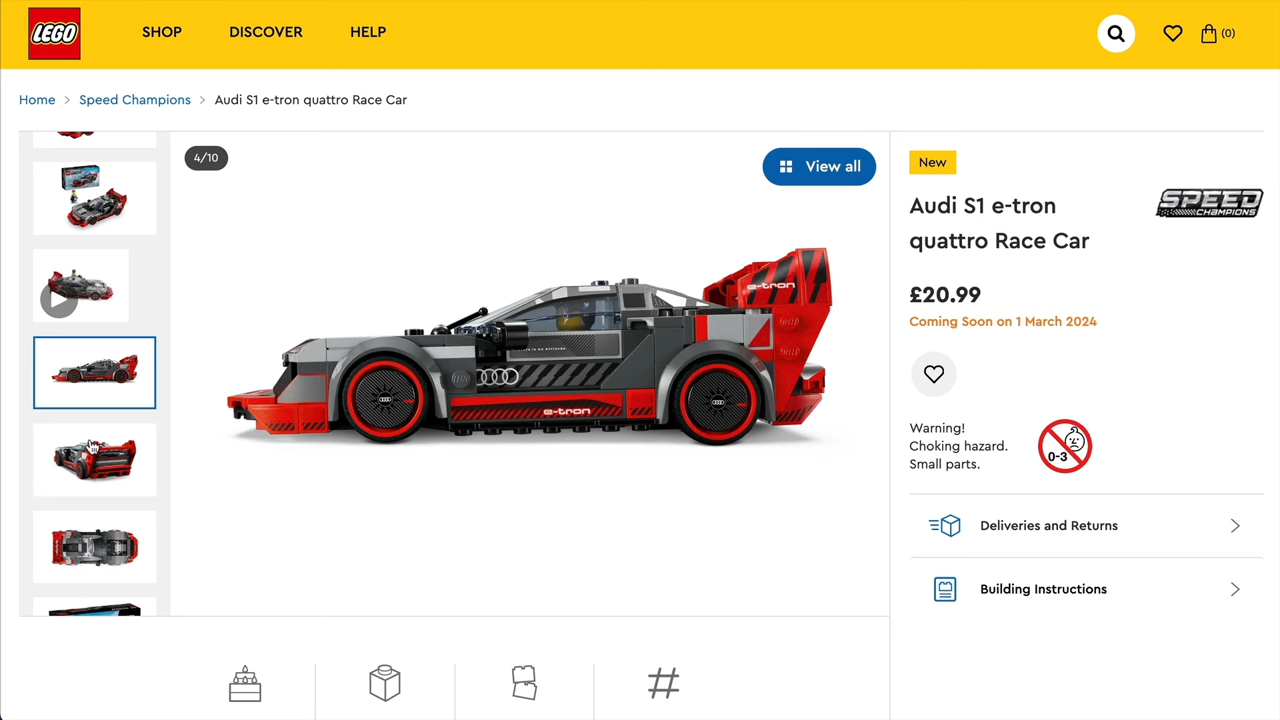 LEGO
SHOP
DISCOVER
HELP
(0)
Home > Speed Champions > Audi S1 e-tron quattro Race Car
4/10
View all
e-tron
e-tron
New
Audi S1 e-tron
quattro Race Car
SPEED
CHAMPIONS
£20.99
Coming Soon on 1 March 2024
Warning!
Choking hazard.
Small parts.
0-3
Deliveries and Returns
Building Instructions
#